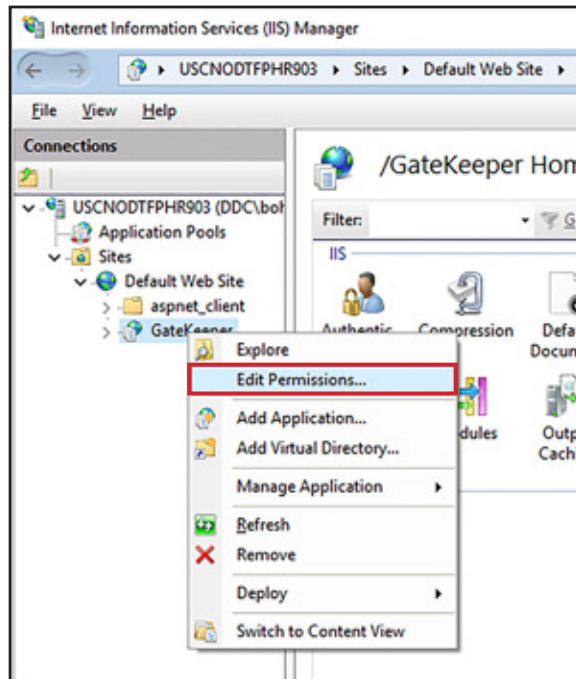 Internet Information Services (IIS) Manager
USCNODTFPHR903 Sites Default Web Site
File View Help
Connections
/GateKeeper Hom
USCNODTFPHR903 (DDC\boh
Application Pools
Filter: G
Sites
IIS
Default Web Site
aspnet_client
GateKeeper
Authentic Compression Defa
Docum
Explore
Edit Permissions...
Add Application...
Add Virtual Directory...
dules Outp
Cachi
Manage Application
Refresh
Remove
Deploy
Switch to Content View